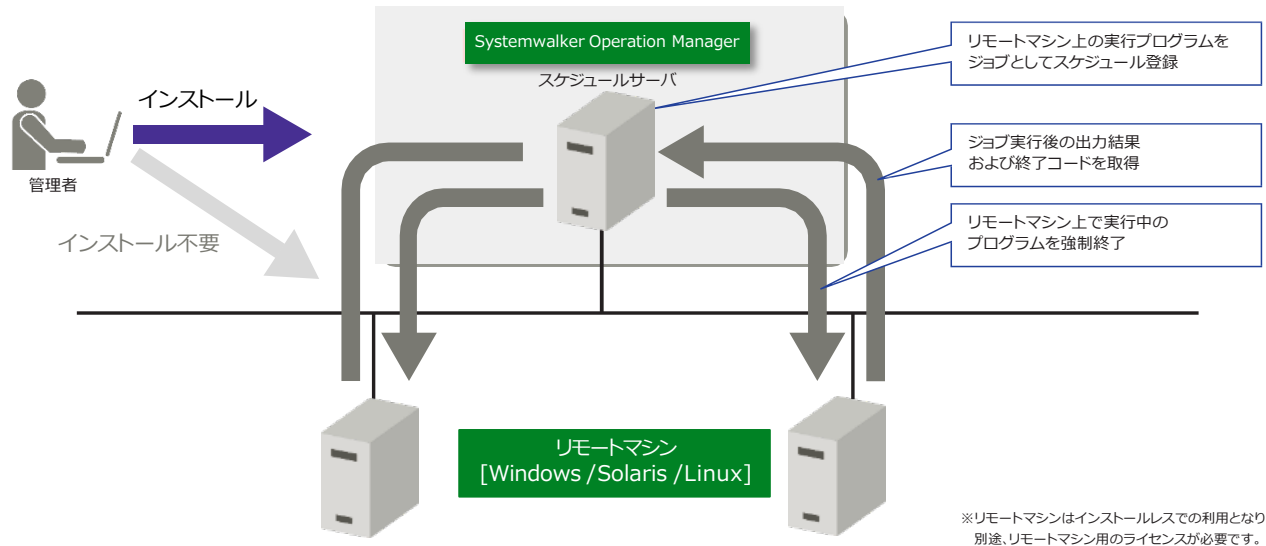 Systemwalker Operation Manager
スケジュールサーバ
インストール
管理者
インストール不要
リモートマシン上の実行プログラムを
ジョブとしてスケジュール登録
ジョブ実行後の出力結果
および終了コードを取得
リモートマシン上で実行中の
プログラムを強制終了
リモートマシン
[Windows /Solaris /Linux]
※リモートマシンはインストールレスでの利用となり
別途、リモートマシン用のライセンスが必要です。